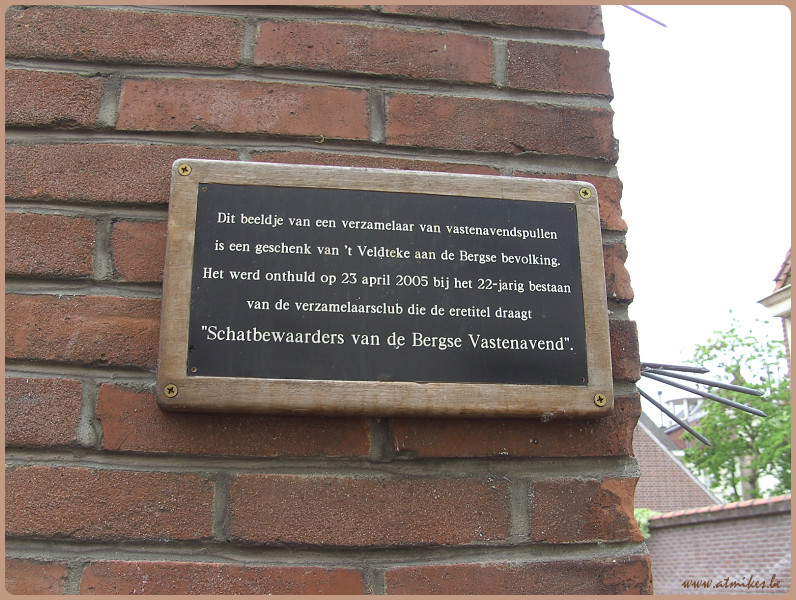 Dit beeldje van een verzamelaar van vastenavendspullen
is een geschenk van 't Veldteke aan de Bergse bevolking.
Het werd onthuld op 23 april 2005 bij het 22-jarig bestaan
van de verzamelaarsclub die de eretitel draagt
"Schatbewaarders van de Bergse Vastenavend".
www.atmikes.be